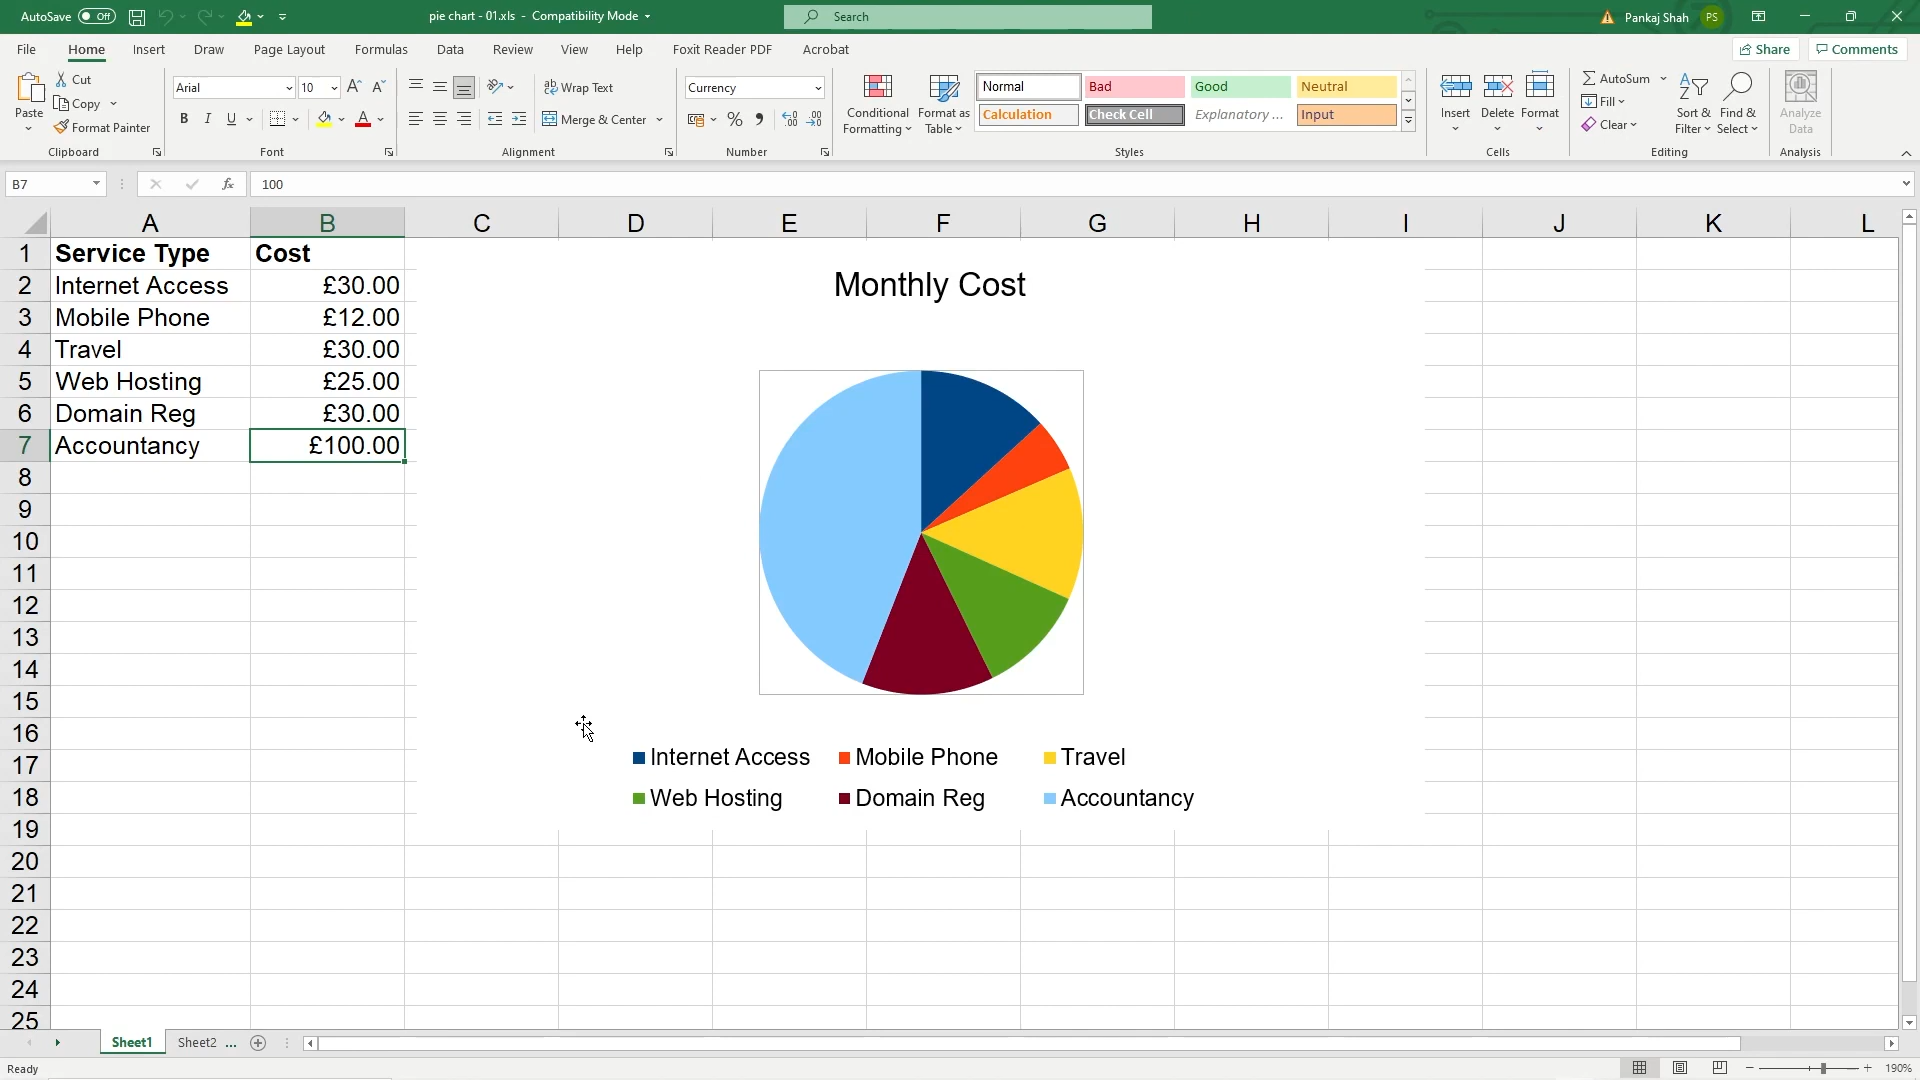 AutoSave Off pie chart - 01.xls - Compatibility Mode Search Pankaj Shah PS
File Home Insert Draw Page Layout Formulas Data Review View Help Foxit Reader PDF Acrobat Share Comments
Paste Cut Copy Format Painter Clipboard
Arial 10 B I U Font
Wrap Text Merge & Center Alignment
Currency % Number
Conditional Formatting Format as Table
Normal Bad Good Neutral
Calculation Check Cell Explanatory ... Input
Styles
Insert Delete Format Cells
AutoSum Fill Clear Sort & Filter Find & Select Editing
Analyze Data Analysis
B7 fx 100
A B C D E F G H I J K L
1 Service Type Cost
2 Internet Access £30.00
3 Mobile Phone £12.00
4 Travel £30.00
5 Web Hosting £25.00
6 Domain Reg £30.00
7 Accountancy £100.00
8
9
10
11
12
13
14
15
16
17
18
19
20
21
22
23
24
25
Monthly Cost
Internet Access Mobile Phone Travel
Web Hosting Domain Reg Accountancy
Sheet1 Sheet2 ...
Ready 190%